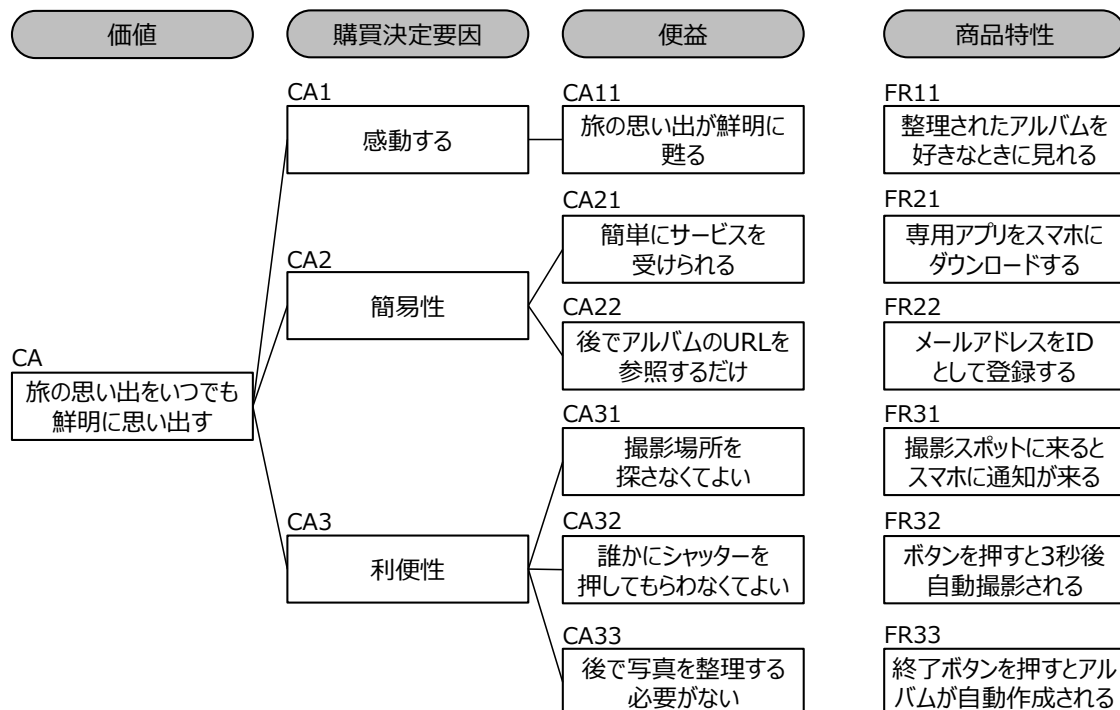 価値
購買決定要因
便益
商品特性
CA1
感動する
CA11
旅の思い出が鮮明に
甦る
FR11
整理されたアルバムを
好きなときに見れる
CA2
簡易性
CA21
簡単にサービスを
受けられる
FR21
専用アプリをスマホに
ダウンロードする
CA22
後でアルバムのURLを
参照するだけ
FR22
メールアドレスをID
として登録する
CA
旅の思い出をいつでも
鮮明に思い出す
CA3
利便性
CA31
撮影場所を
探さなくてよい
FR31
撮影スポットに来ると
スマホに通知が来る
CA32
誰かにシャッターを
押してもらわなくてよい
FR32
ボタンを押すと3秒後
自動撮影される
CA33
後で写真を整理する
必要がない
FR33
終了ボタンを押すとアル
バムが自動作成される